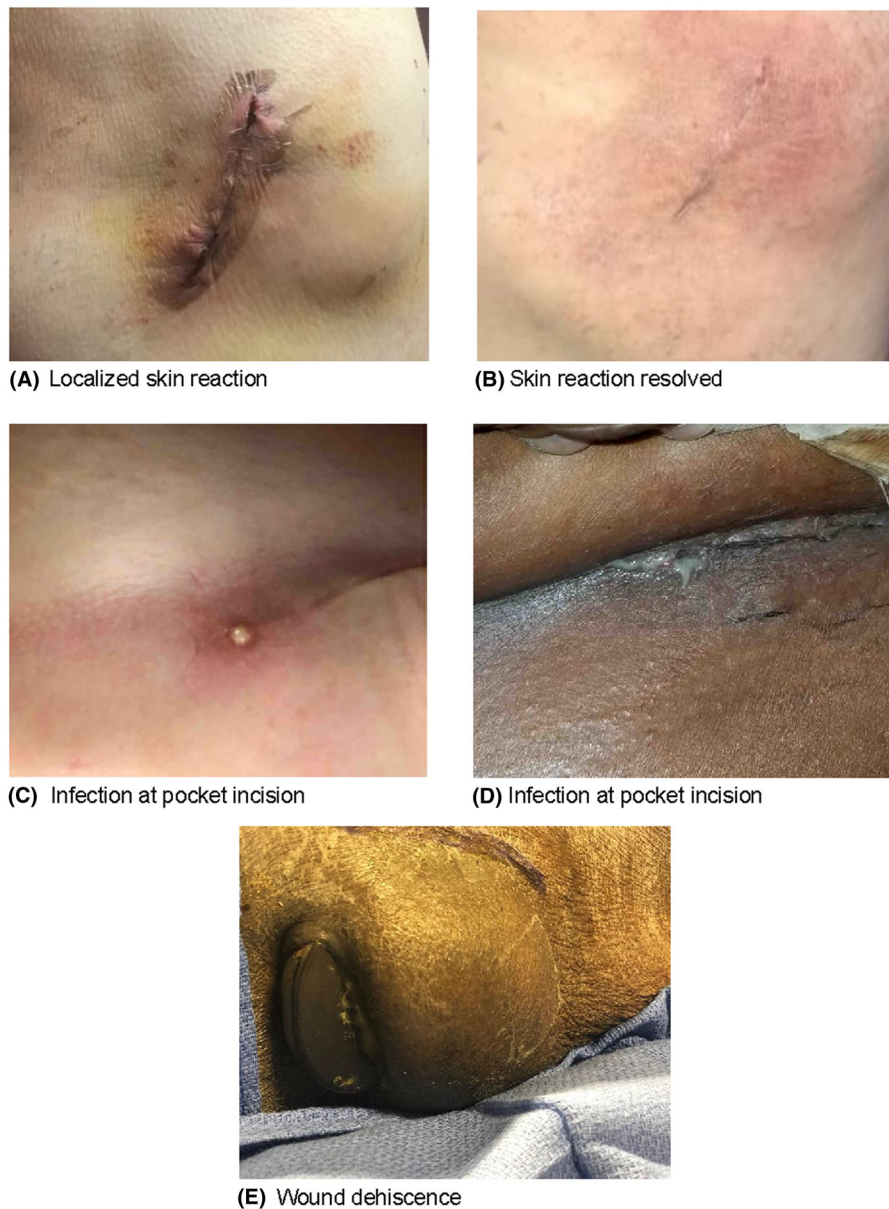 (A) Localized skin reaction
(B) Skin reaction resolved
(C) Infection at pocket incision
(D) Infection at pocket incision
(E) Wound dehiscence